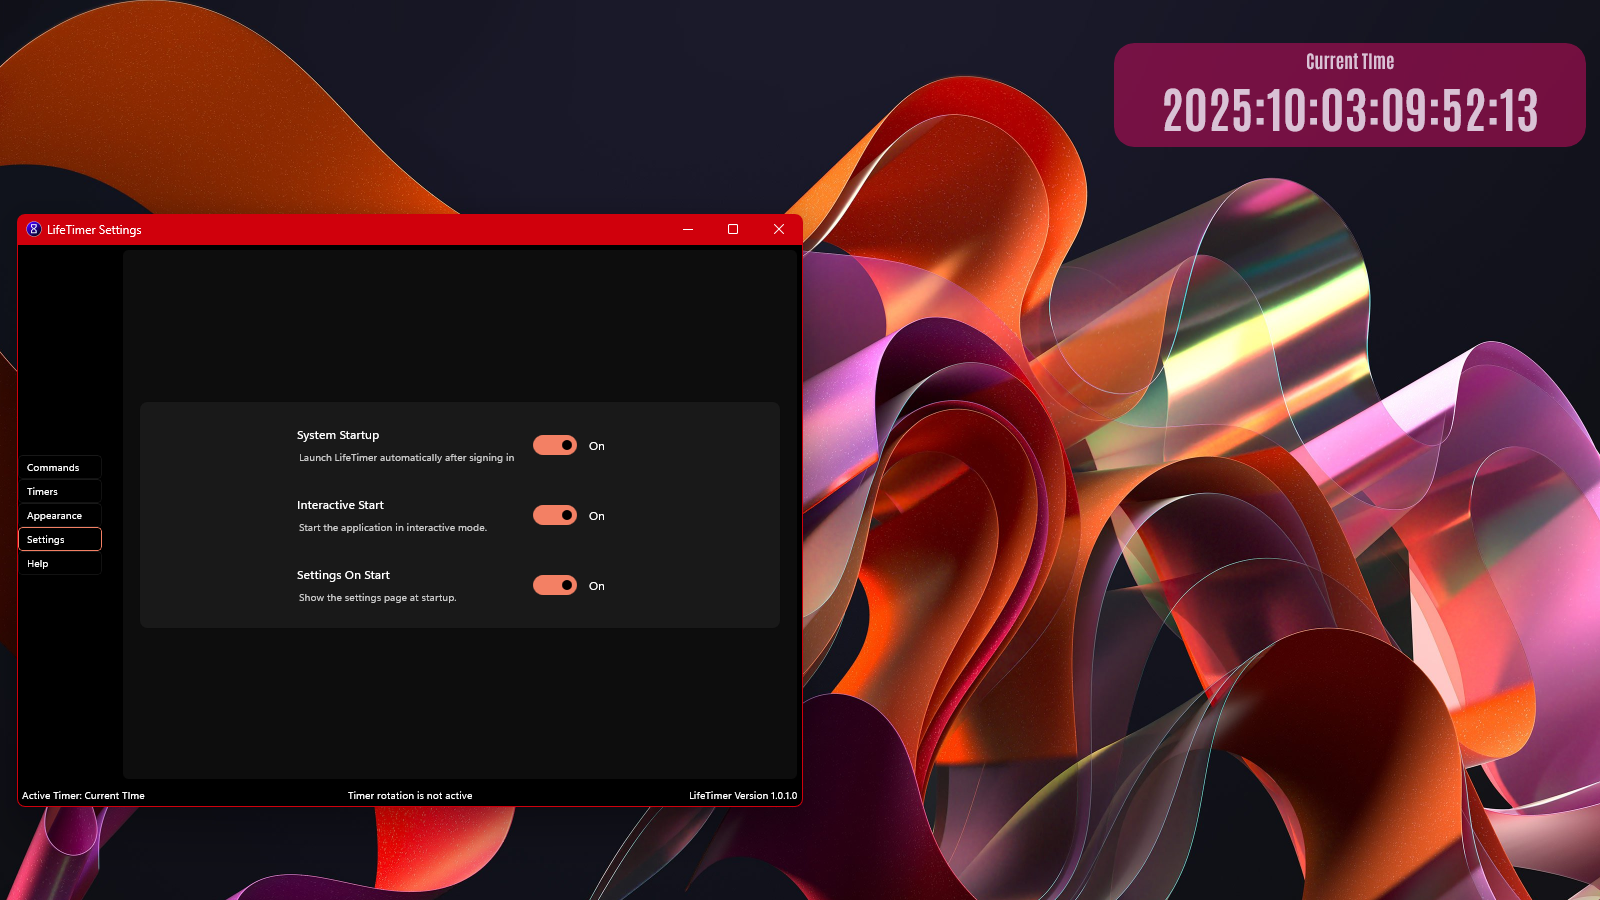 Current TIme
2025:10:03:09:52:13
LifeTimer Settings
System Startup
Launch LifeTimer automatically after signing in
On
Interactive Start
Start the application in interactive mode.
On
Settings On Start
Show the settings page at startup.
On
Commands
Timers
Appearance
Settings
Help
Active Timer: Current TIme
Timer rotation is not active
LifeTimer Version 1.0.1.0